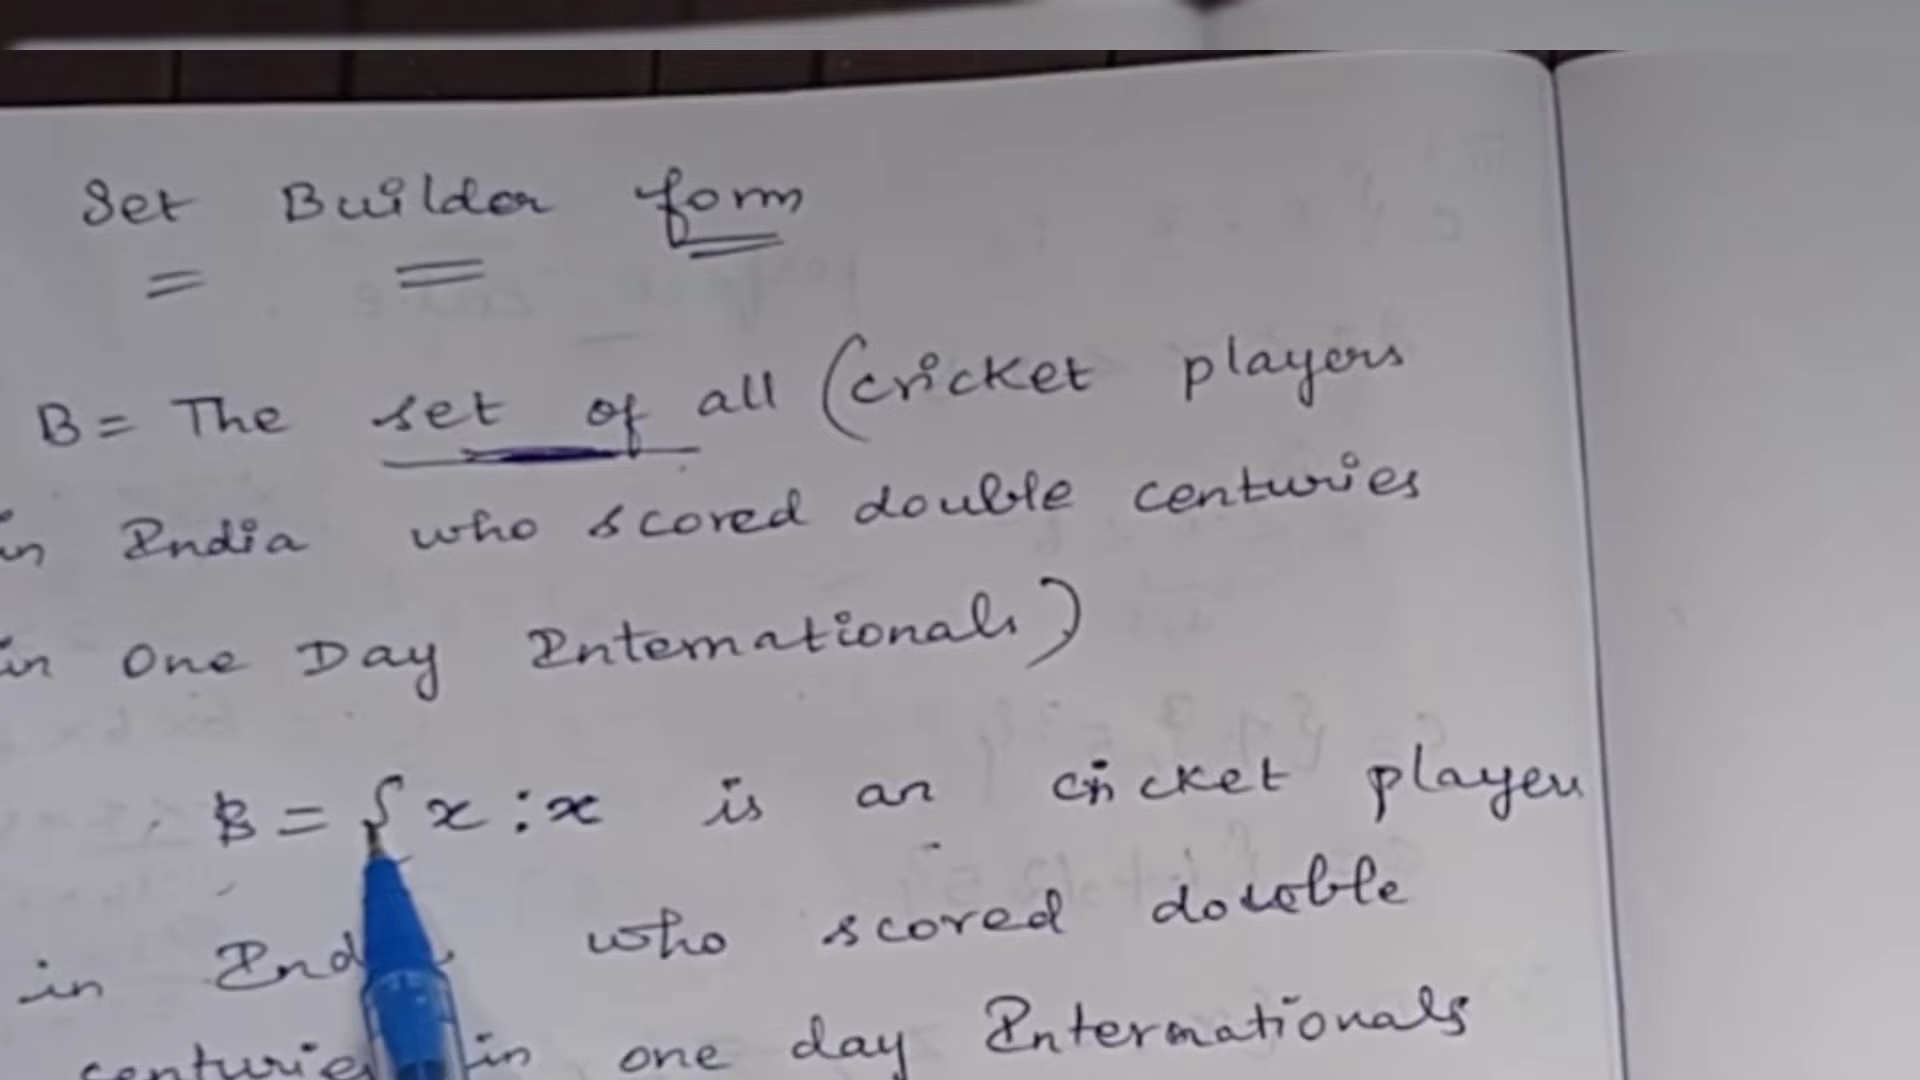 Set Builder form
B = The set of all (cricket players
in India who scored double centuries
in One Day Internationals)
B = { x : x is an cricket player
in who scored double
centuries in one day Internationals